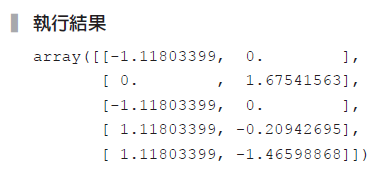 執行結果
array([[-1.11803399,  0.        ],
       [ 0.        ,  1.67541563],
       [-1.11803399,  0.        ],
       [ 1.11803399, -0.20942695],
       [ 1.11803399, -1.46598868]])